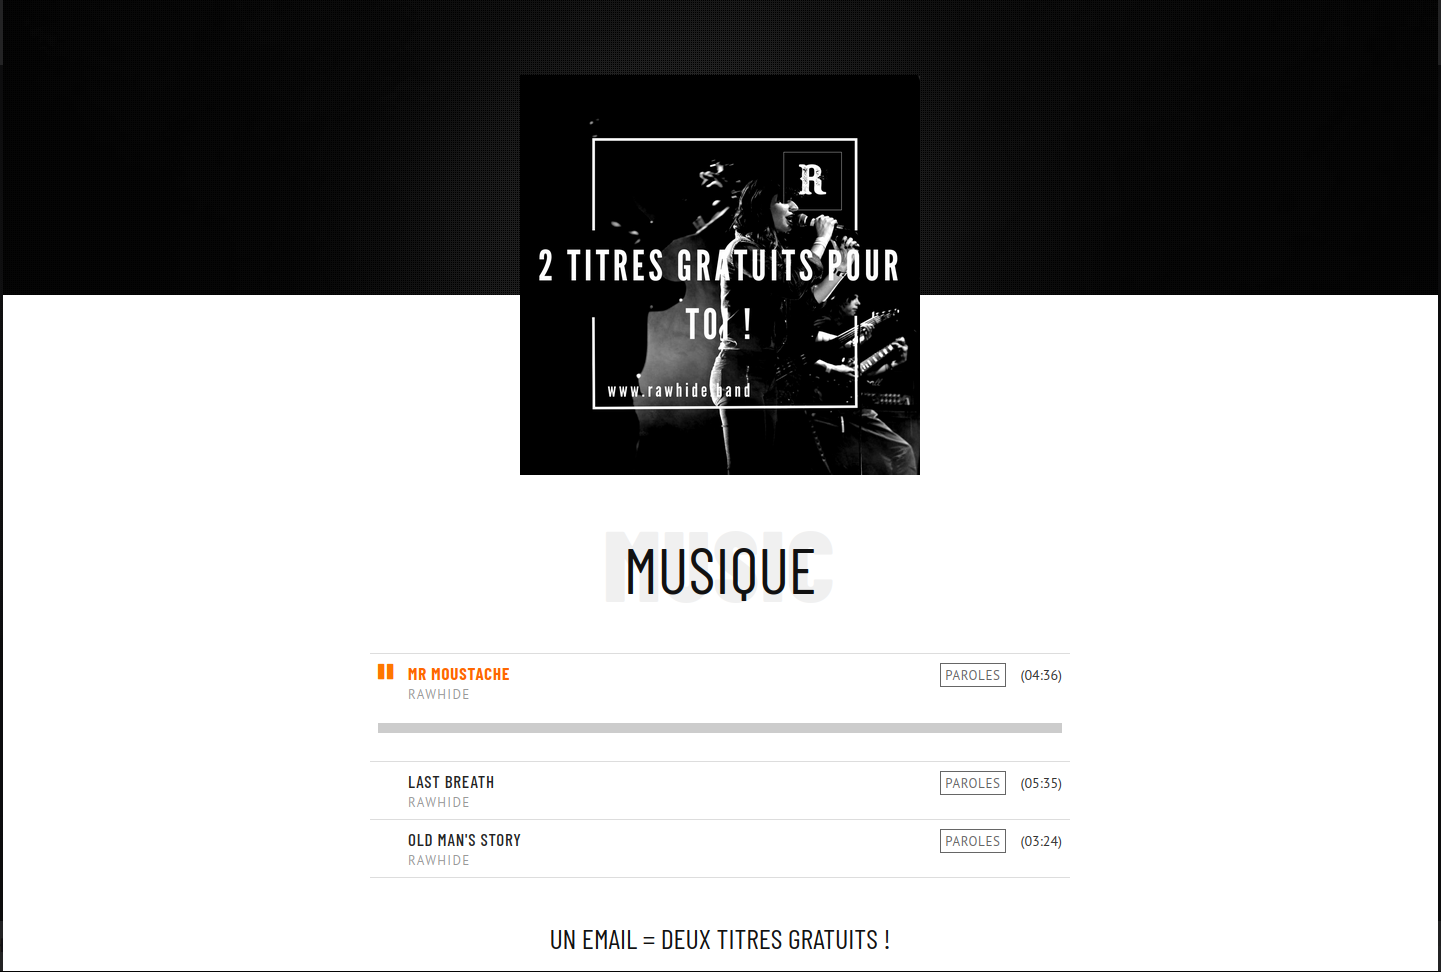 R
2 TITRES GRATUITS POUR
TOI !
www.rawhide.band
MUSIC
MUSIQUE
MR MOUSTACHE
PAROLES (04:36)
RAWHIDE
LAST BREATH
PAROLES (05:35)
RAWHIDE
OLD MAN'S STORY
PAROLES (03:24)
RAWHIDE
UN EMAIL = DEUX TITRES GRATUITS !